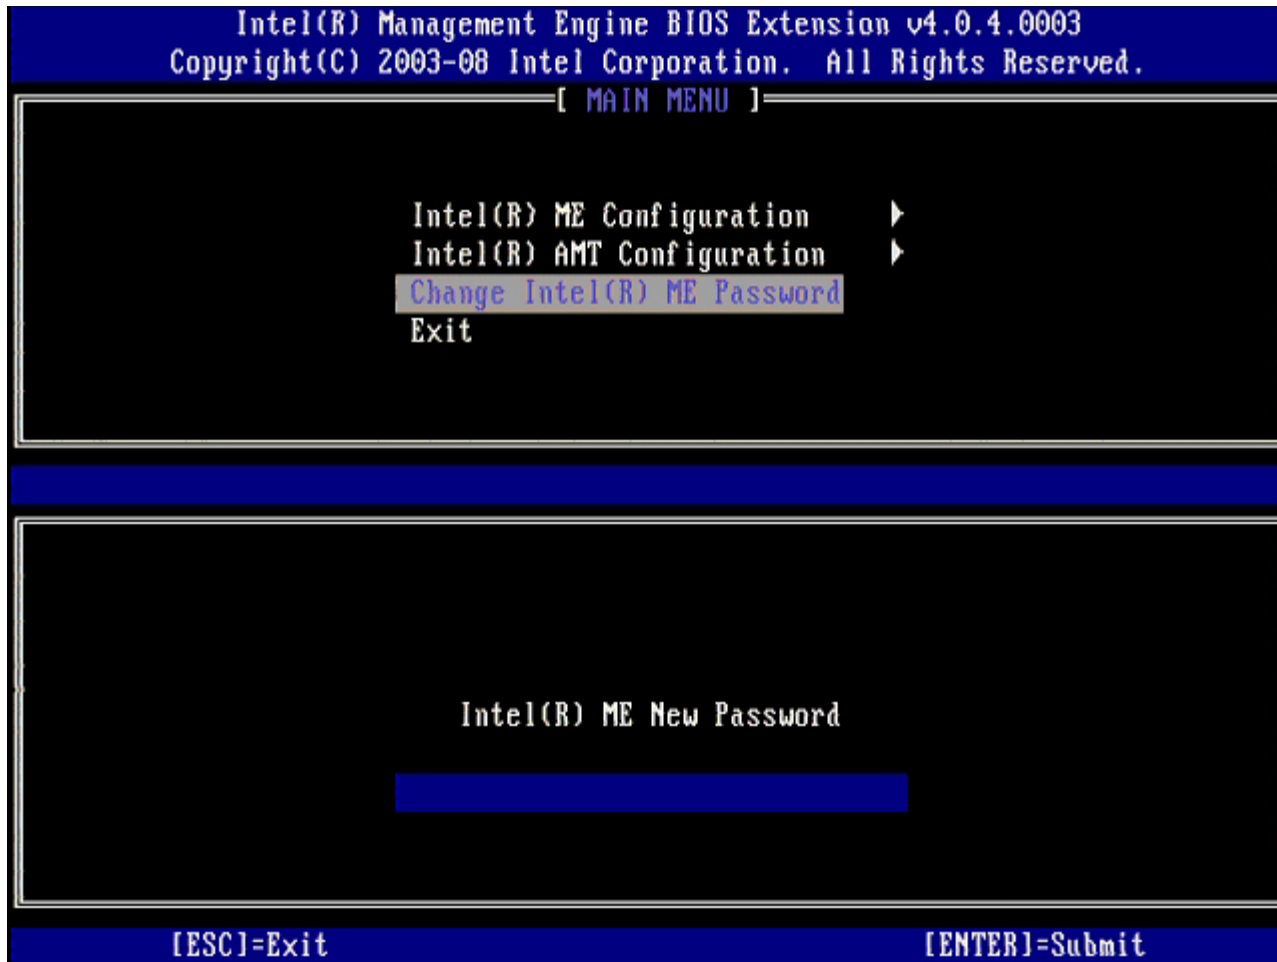 Intel(R) Management Engine BIOS Extension v4.0.4.0003
Copyright(C) 2003-08 Intel Corporation. All Rights Reserved.
[ MAIN MENU ]
Intel(R) ME Configuration
Intel(R) AMT Configuration
Change Intel(R) ME Password
Exit
Intel(R) ME New Password
[ESC]=Exit [ENTER]=Submit